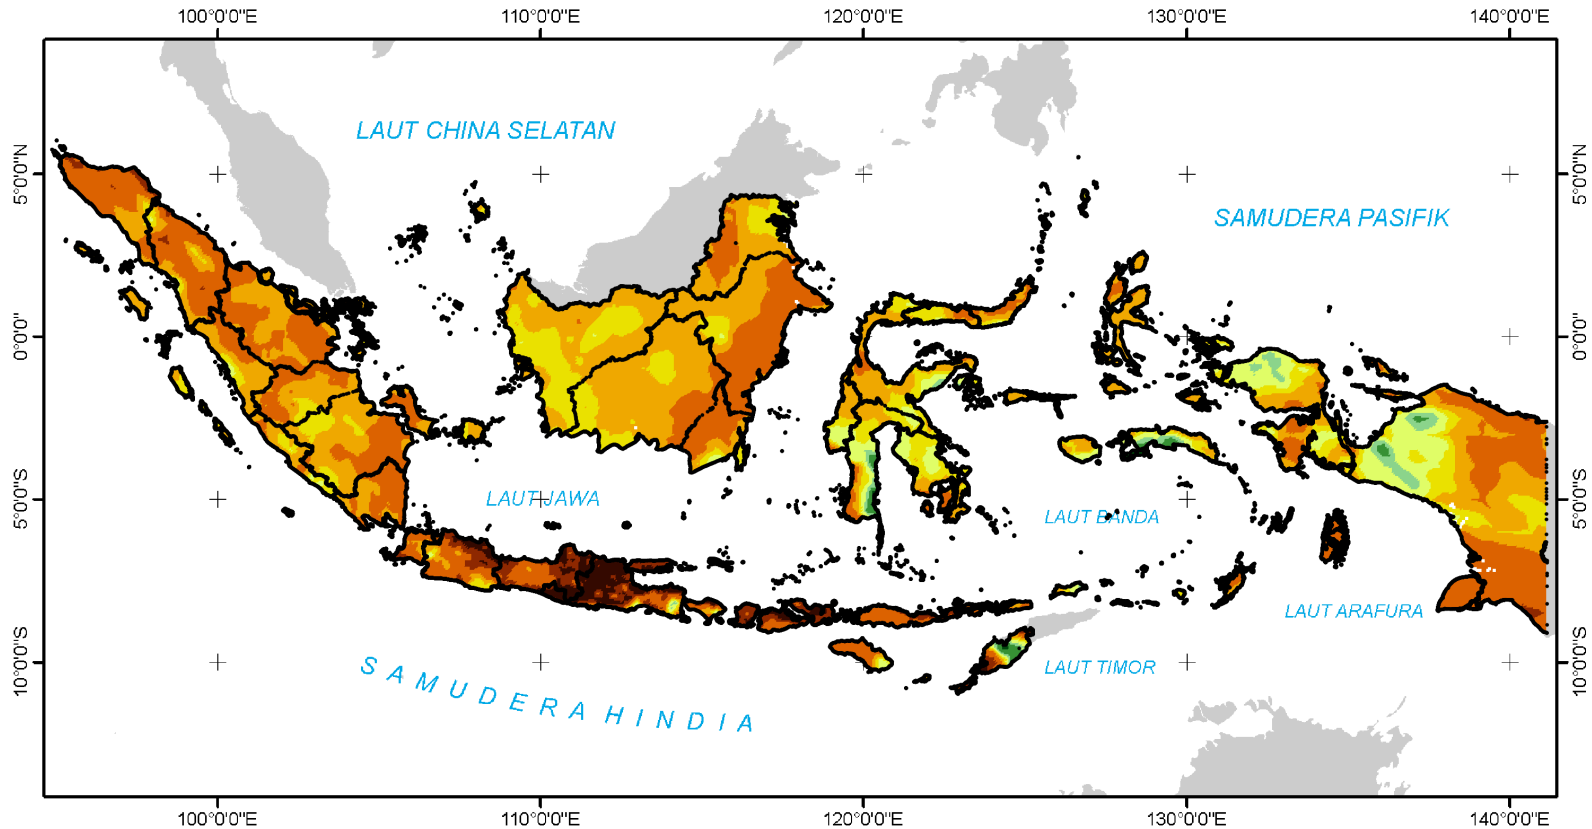 100°0'0"E 110°0'0"E 120°0'0"E 130°0'0"E 140°0'0"E
LAUT CHINA SELATAN
5°0'0"N 5°0'0"N
SAMUDERA PASIFIK
0°0'0" 0°0'0"
LAUT JAWA
5°0'0"S 5°0'0"S
LAUT BANDA
LAUT ARAFURA
10°0'0"S 10°0'0"S
LAUT TIMOR
SAMUDERA HINDIA
100°0'0"E 110°0'0"E 120°0'0"E 130°0'0"E 140°0'0"E